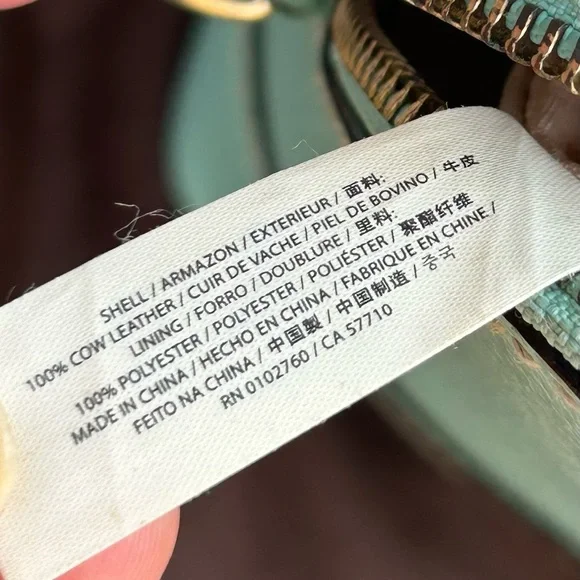 SHELL / ARMAZON / EXTERIEUR / 面料:
100% COW LEATHER / CUIR DE VACHE / PIEL DE BOVINO / 牛皮
LINING / FORRO / DOUBLURE / 里料:
100% POLYESTER / POLYESTER / POLIÉSTER / 聚酯纤维
MADE IN CHINA / HECHO EN CHINA / FABRIQUE EN CHINE /
FEITO NA CHINA / 中国製 / 中国制造 / 중국
RN 0102760 / CA 57710